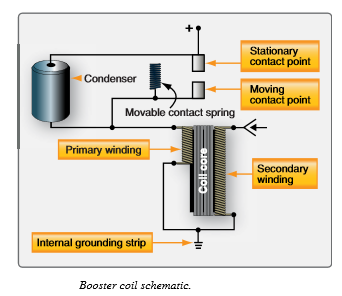 +
Stationary
contact point
Condenser
Moving
contact point
Movable contact spring
Primary winding
Coil core
Secondary
winding
Internal grounding strip
Booster coil schematic.